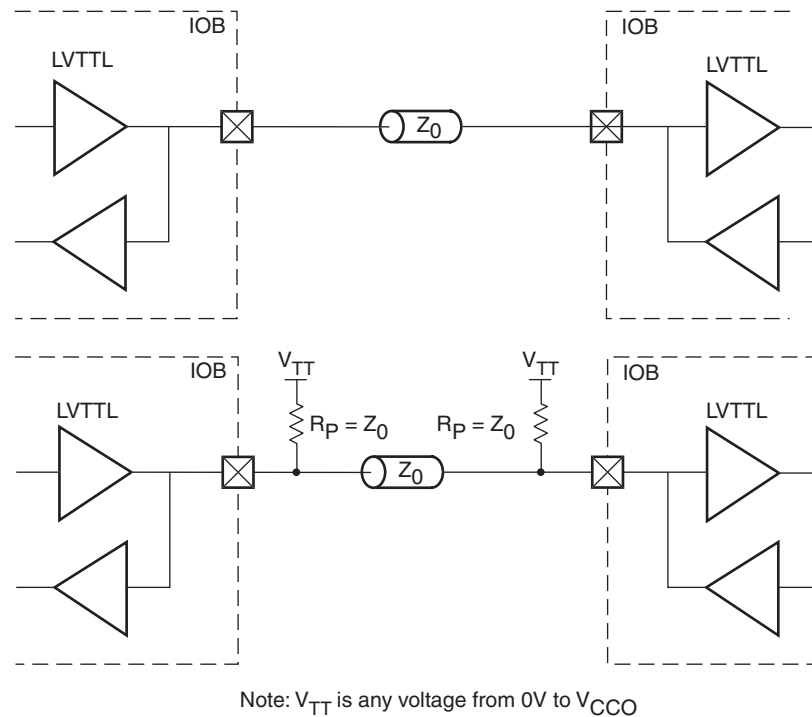 IOB
IOB
LVTTL
LVTTL
Z0
VTT
VTT
IOB
IOB
LVTTL
RP = Z0
RP = Z0
LVTTL
Z0
Note: VTT is any voltage from 0V to VCCO